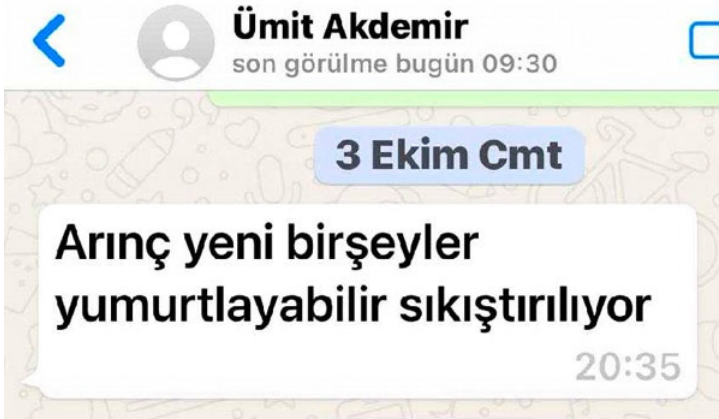 Ümit Akdemir
son görülme bugün 09:30
3 Ekim Cmt
Arınç yeni birşeyler
yumurtlayabilir sıkıştırılıyor
20:35